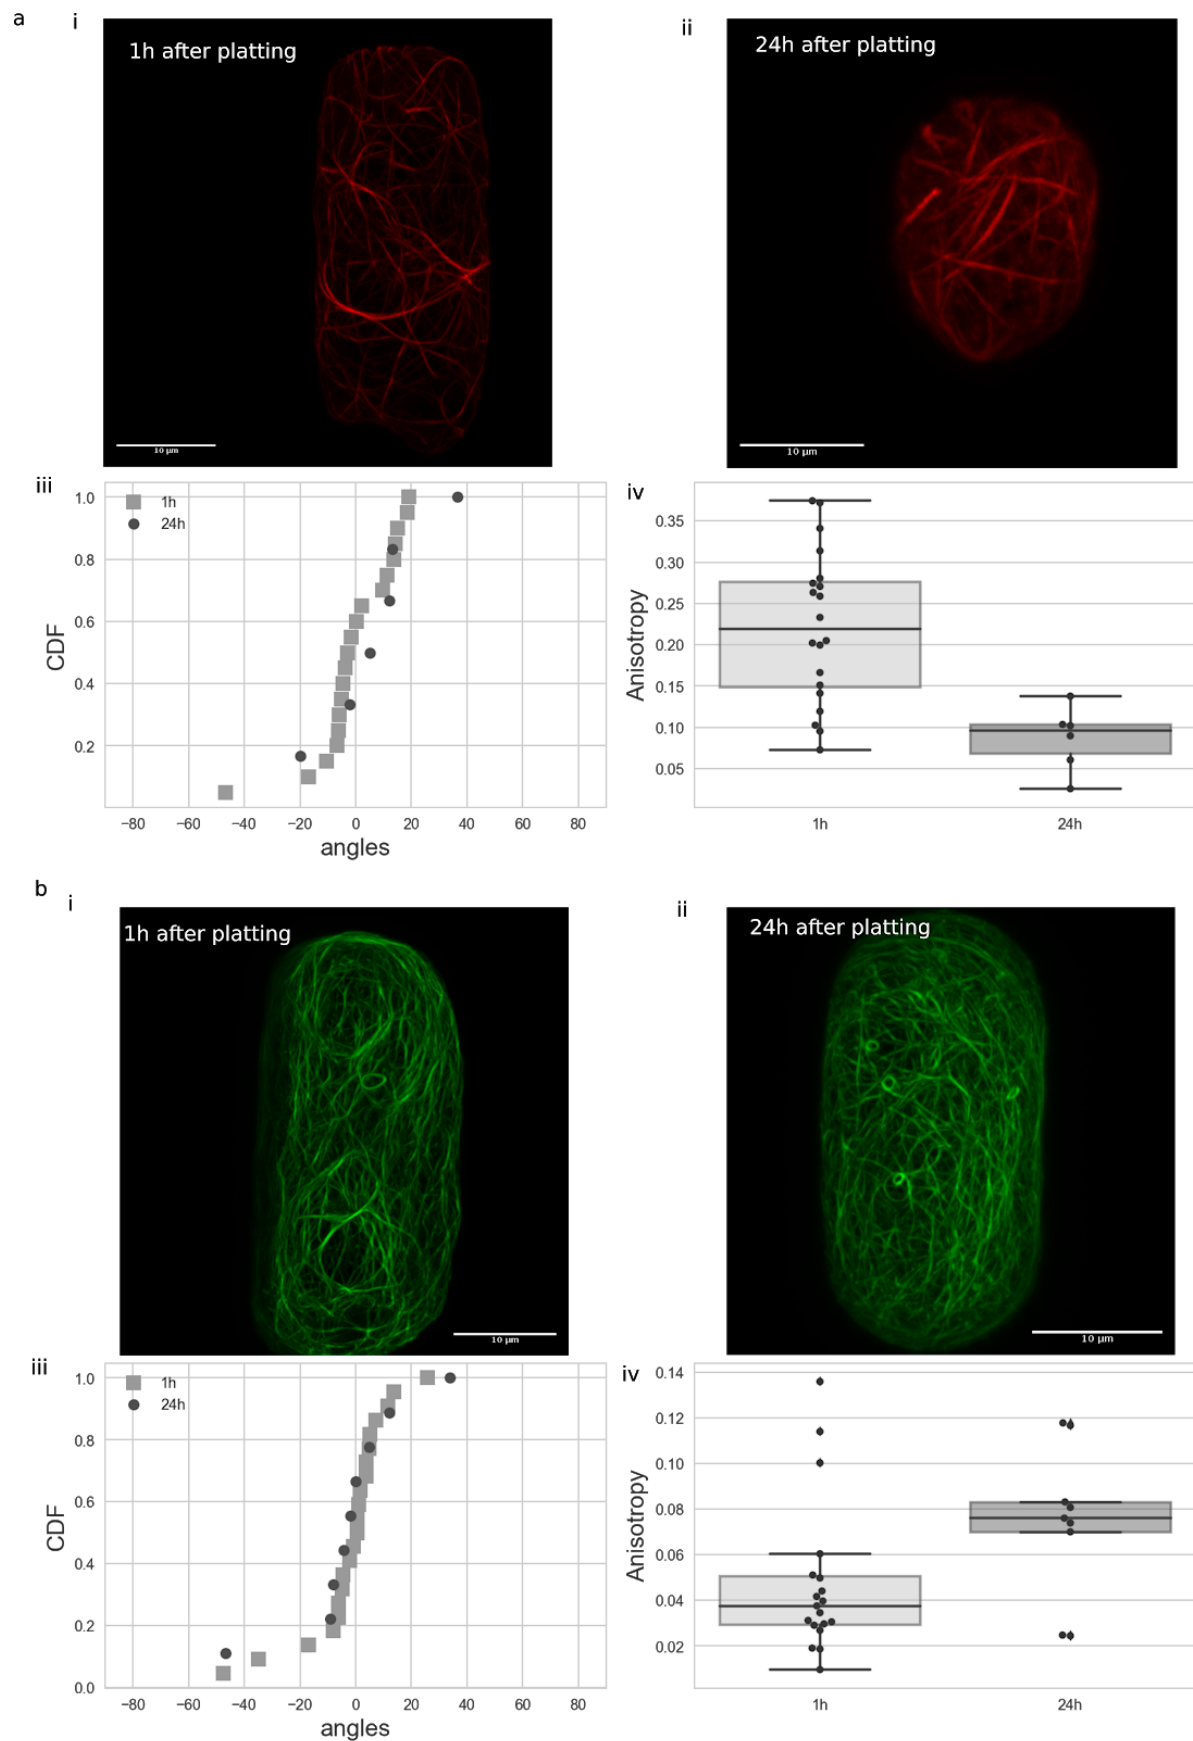 a
i
1h after platting
10 µm
ii
24h after platting
10 µm
iii
1h
24h
1.0
0.8
0.6
0.4
0.2
CDF
−80 −60 −40 −20 0 20 40 60 80
angles
iv
0.35
0.30
0.25
0.20
0.15
0.10
0.05
Anisotropy
1h 24h
b
i
1h after platting
10 µm
ii
24h after platting
10 µm
iii
1h
24h
1.0
0.8
0.6
0.4
0.2
0.0
CDF
−80 −60 −40 −20 0 20 40 60 80
angles
iv
0.14
0.12
0.10
0.08
0.06
0.04
0.02
Anisotropy
1h 24h